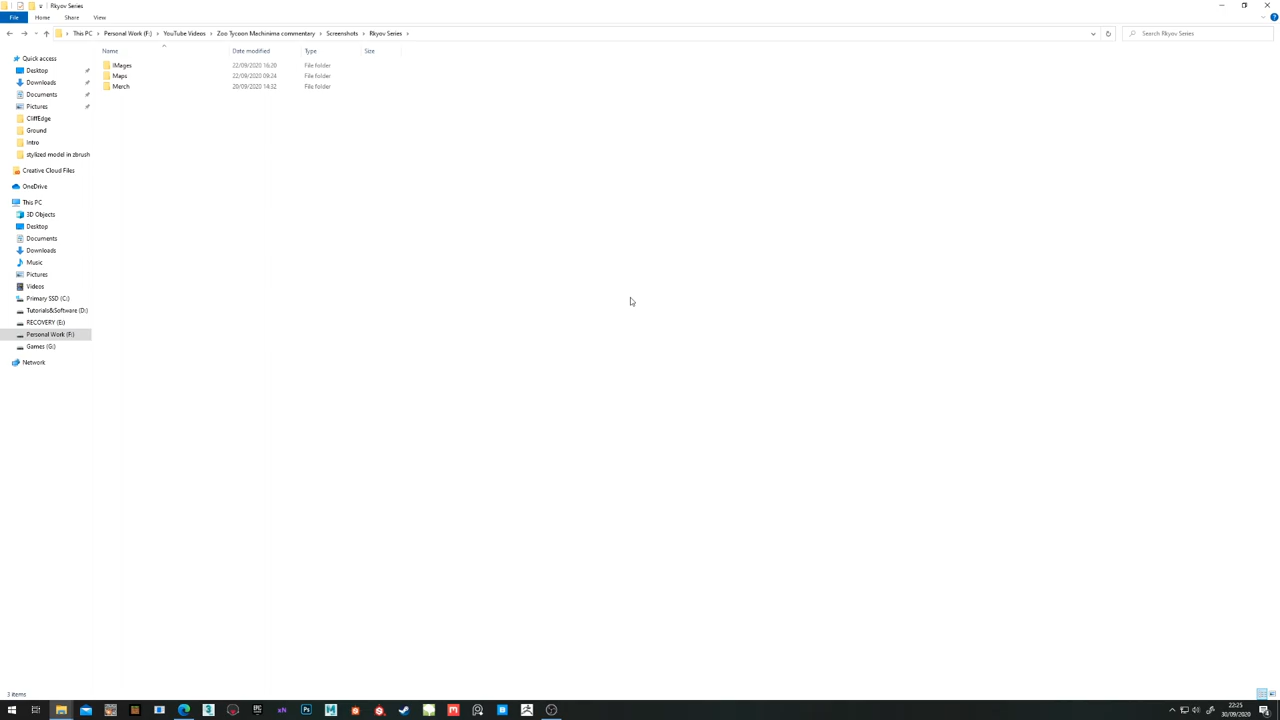 Rkyov Series
File Home Share View
This PC > Personal Work (F:) > YouTube Videos > Zoo Tycoon Machinima commentary > Screenshots > Rkyov Series >
Search Rkyov Series
Name Date modified Type Size
IMages 22/09/2020 16:20 File folder
Maps 22/09/2020 09:24 File folder
Merch 20/09/2020 14:32 File folder
Quick access
Desktop
Downloads
Documents
Pictures
CliffEdge
Ground
Intro
stylized model in zbrush
Creative Cloud Files
OneDrive
This PC
3D Objects
Desktop
Documents
Downloads
Music
Pictures
Videos
Primary SSD (C:)
Tutorials&Software (D:)
RECOVERY (E:)
Personal Work (F:)
Games (G:)
Network
3 items
22:25
30/09/2020